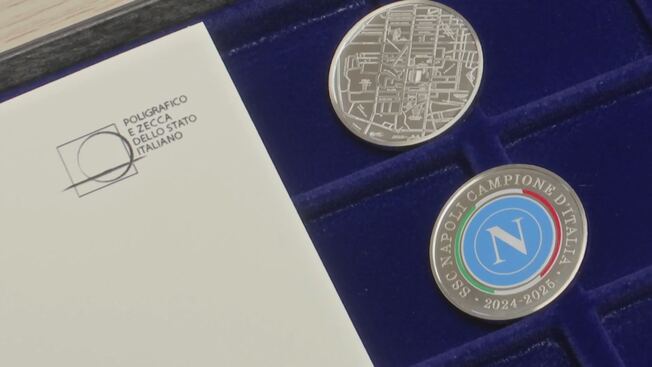 POLIGRAFICO
E ZECCA
DELLO STATO
ITALIANO
SSC NAPOLI CAMPIONE D'ITALIA
N
· 2024-2025 ·